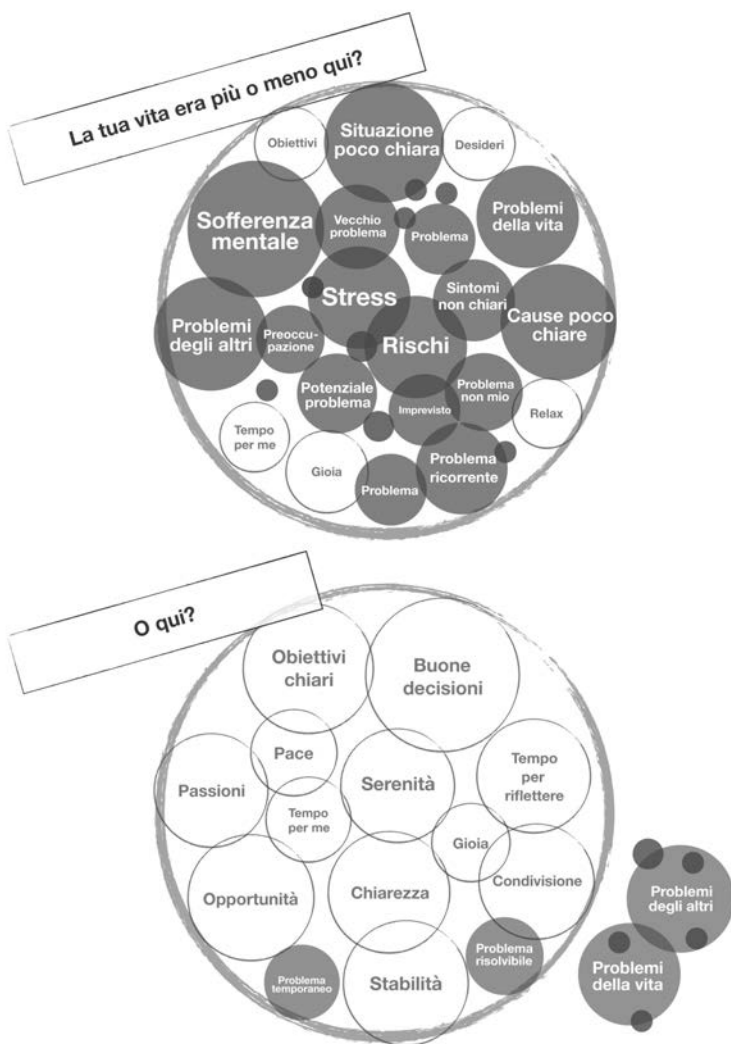 La tua vita era più o meno qui?
Obiettivi
Situazione
poco chiara
Desideri
Sofferenza
mentale
Vecchio
problema
Problema
Problemi
della vita
Stress
Sintomi
non chiari
Cause poco
chiare
Problemi
degli altri
Preoccu-
pazione
Rischi
Potenziale
problema
Imprevisto
Problema
non mio
Relax
Tempo
per me
Gioia
Problema
Problema
ricorrente
O qui?
Obiettivi
chiari
Buone
decisioni
Pace
Passioni
Serenità
Tempo
per
riflettere
Tempo
per me
Gioia
Opportunità
Chiarezza
Condivisione
Problema
temporaneo
Stabilità
Problema
risolvibile
Problemi
degli altri
Problemi
della vita